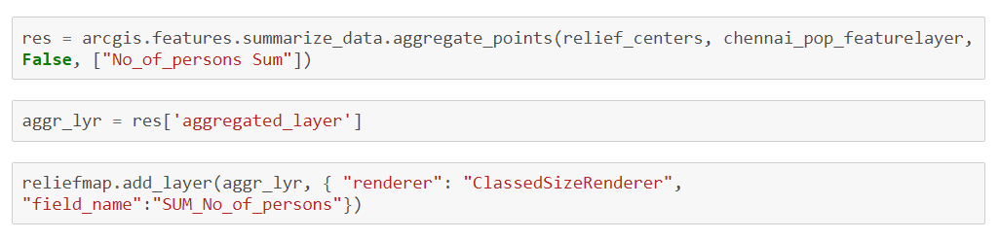 res = arcgis.features.summarize_data.aggregate_points(relief_centers, chennai_pop_featurelayer,
False, ["No_of_persons Sum"])
aggr_lyr = res['aggregated_layer']
reliefmap.add_layer(aggr_lyr, { "renderer": "ClassedSizeRenderer",
"field_name":"SUM_No_of_persons"})